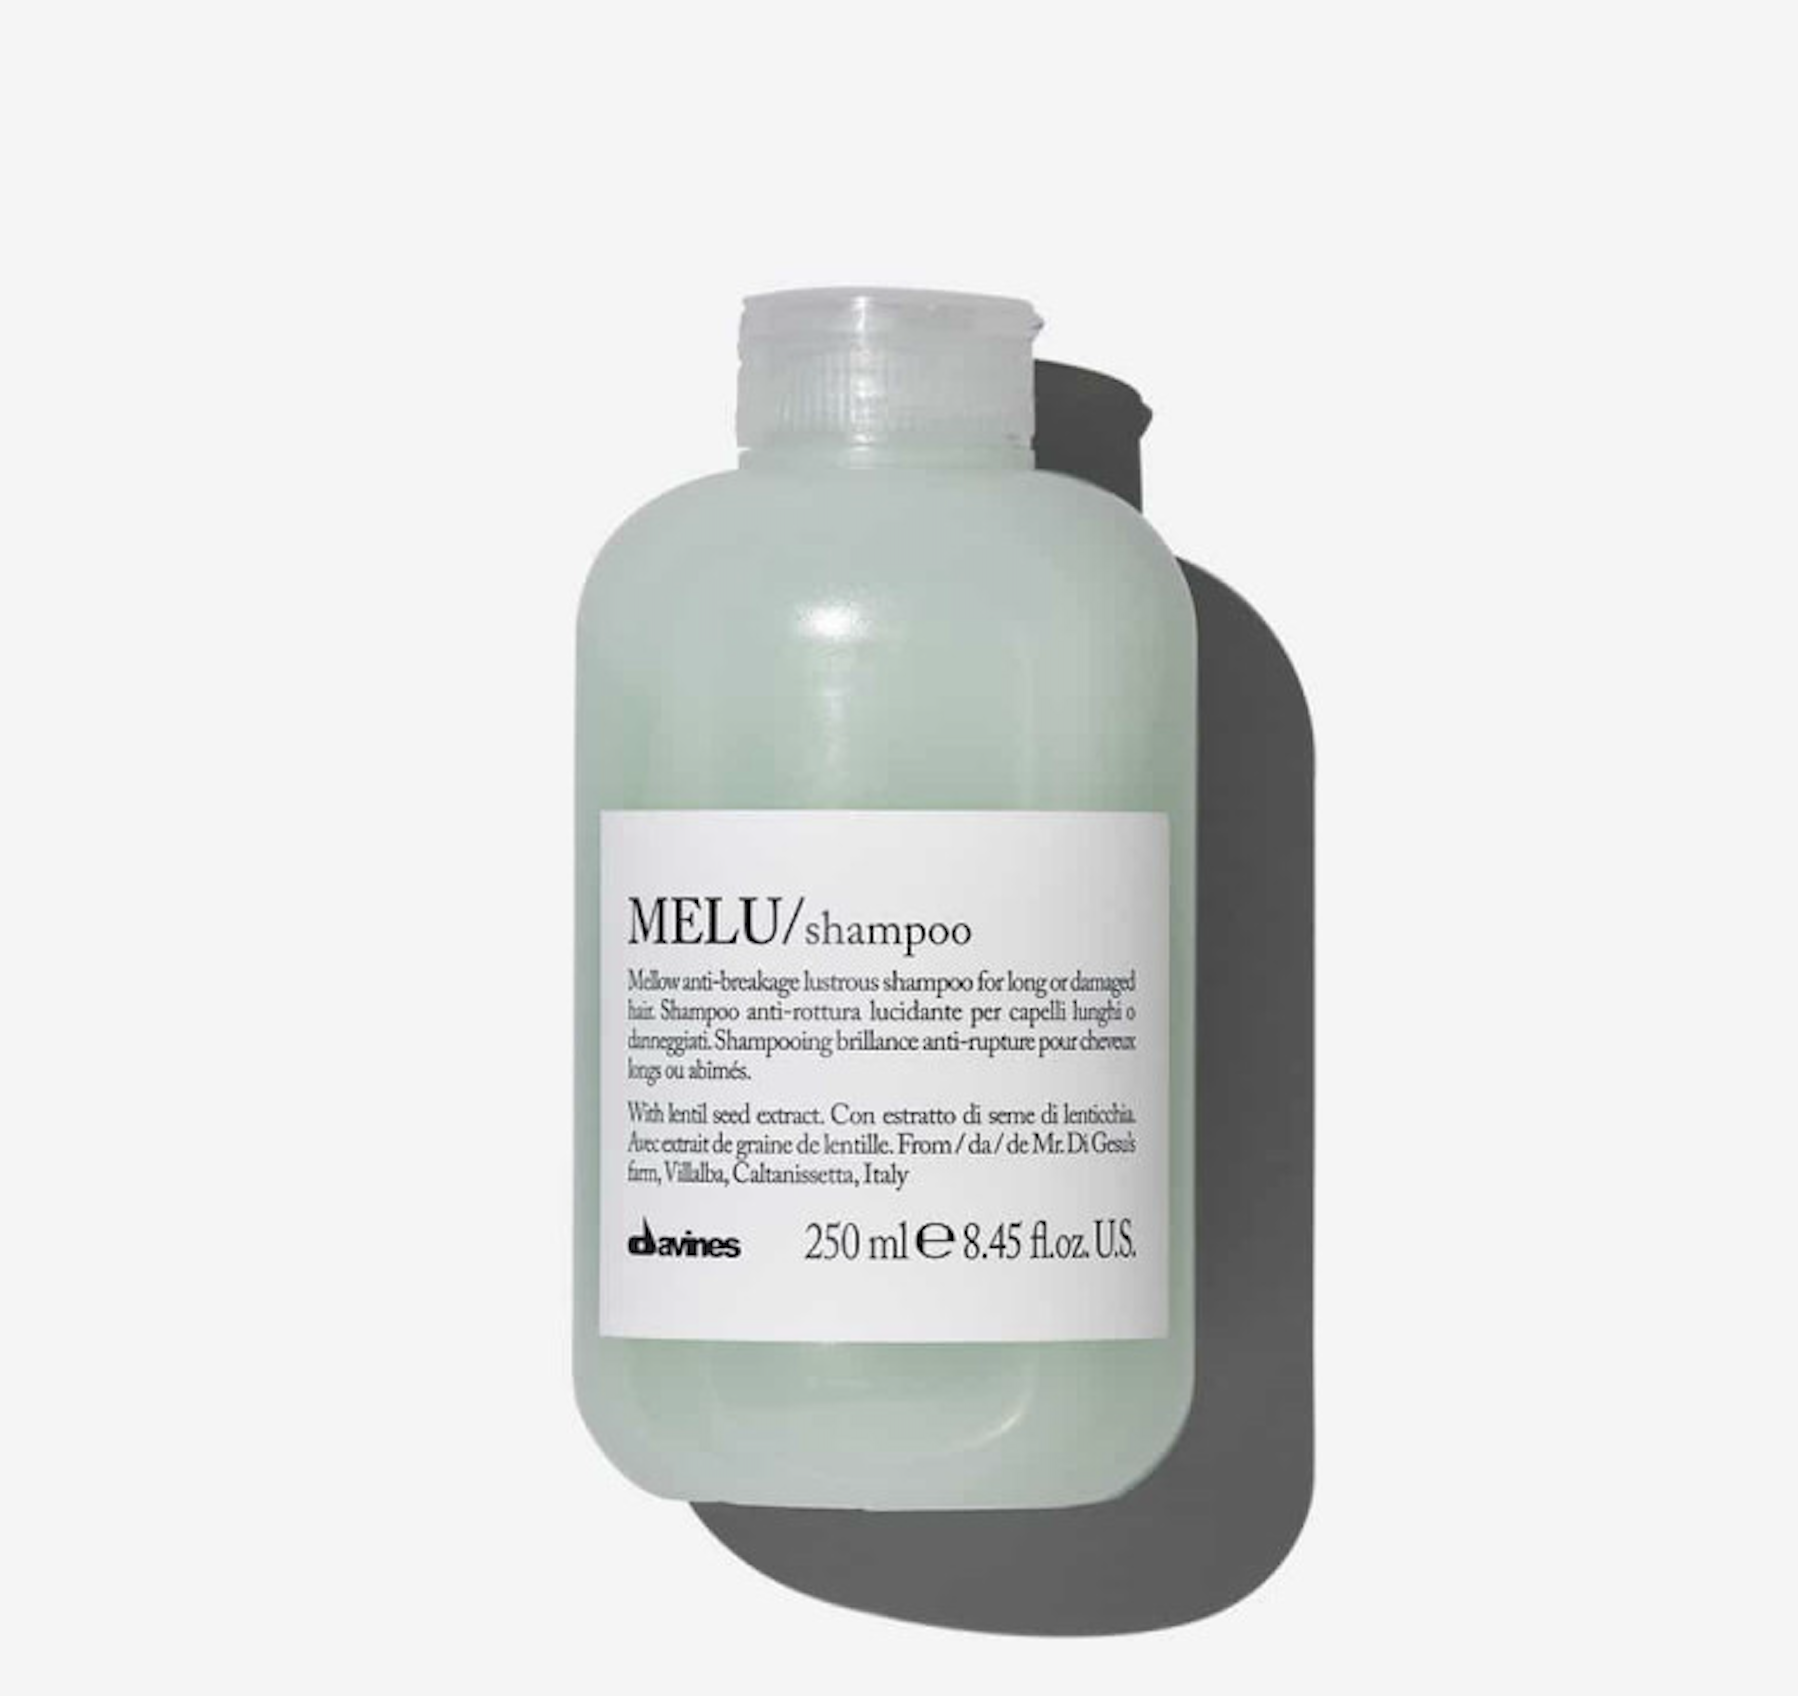 MELU/shampoo
Mellow anti-breakage lustrous shampoo for long or damaged
hair. Shampoo anti-rottura lucidante per capelli lunghi o
danneggiati. Shampooing brillance anti-rupture pour cheveux
longs ou abîmés.
With lentil seed extract. Con estratto di seme di lenticchia.
Avec extrait de graine de lentille. From / da / de Mr. Di Gesu's
farm, Villalba, Caltanissetta, Italy
davines 250 ml ℮ 8.45 fl.oz. U.S.